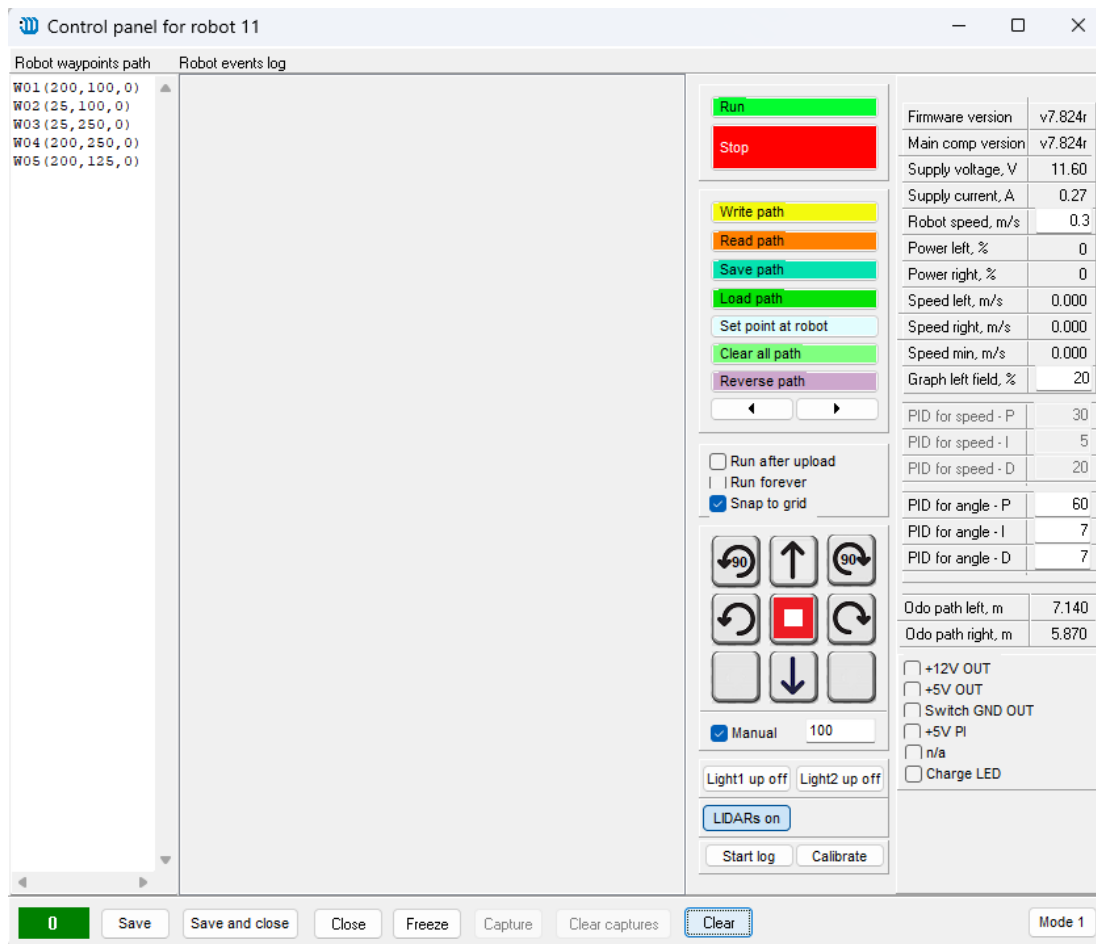 Control panel for robot 11
Robot waypoints path
Robot events log
W01(200,100,0)
W02(25,100,0)
W03(25,250,0)
W04(200,250,0)
W05(200,125,0)
Run
Stop
Write path
Read path
Save path
Load path
Set point at robot
Clear all path
Reverse path
Run after upload
Run forever
Snap to grid
90
90
Manual 100
Light1 up off Light2 up off
LIDARs on
Start log Calibrate
Firmware version v7.824r
Main comp version v7.824r
Supply voltage, V 11.60
Supply current, A 0.27
Robot speed, m/s 0.3
Power left, % 0
Power right, % 0
Speed left, m/s 0.000
Speed right, m/s 0.000
Speed min, m/s 0.000
Graph left field, % 20
PID for speed - P 30
PID for speed - I 5
PID for speed - D 20
PID for angle - P 60
PID for angle - I 7
PID for angle - D 7
Odo path left, m 7.140
Odo path right, m 5.870
+12V OUT
+5V OUT
Switch GND OUT
+5V PI
n/a
Charge LED
0 Save Save and close Close Freeze Capture Clear captures Clear Mode 1